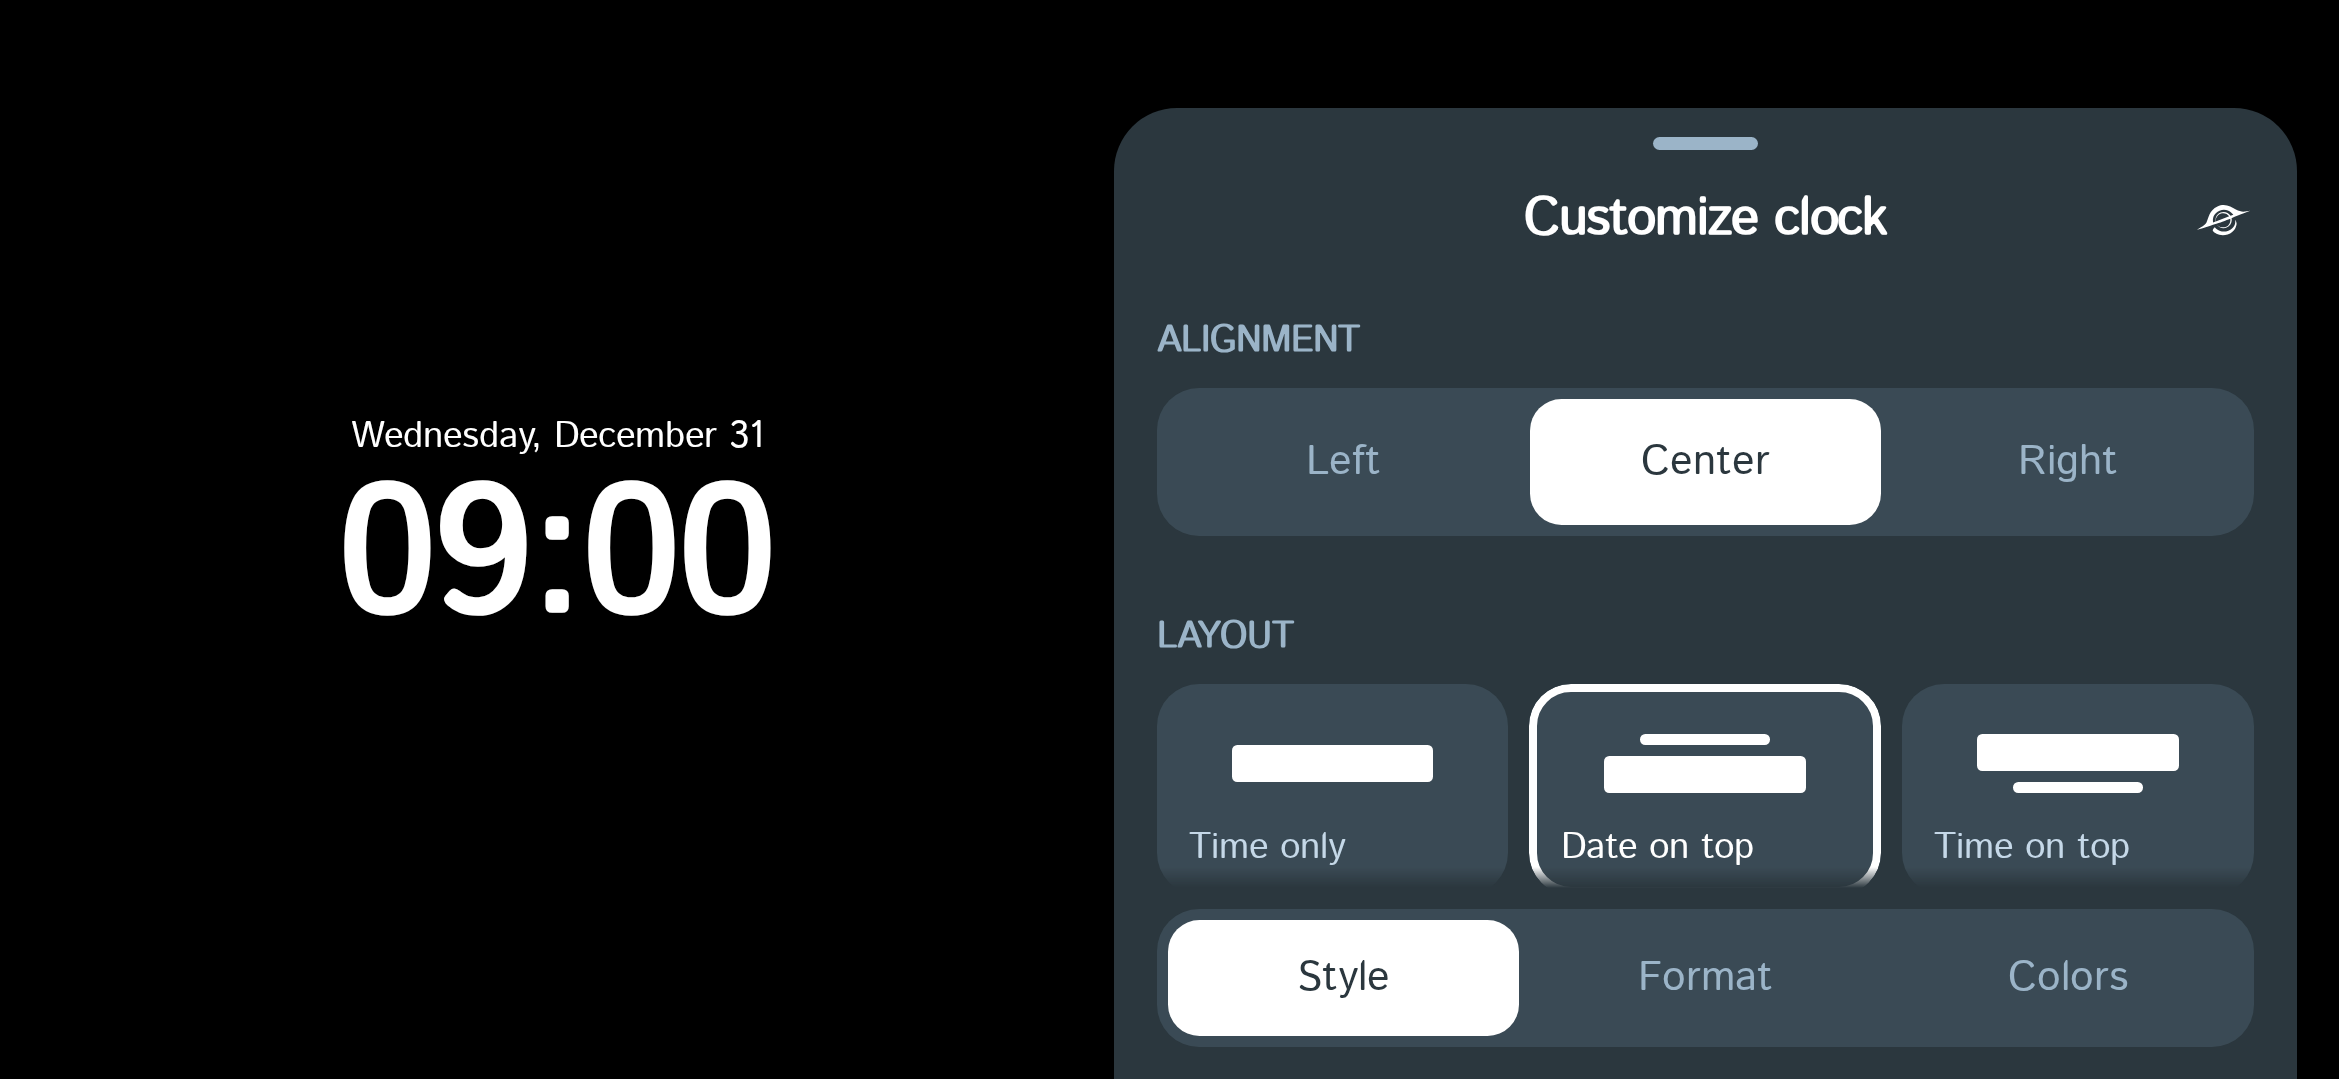 Wednesday, December 31
09:00
Customize clock
ALIGNMENT
Left Center Right
LAYOUT
Time only Date on top Time on top
Style Format Colors